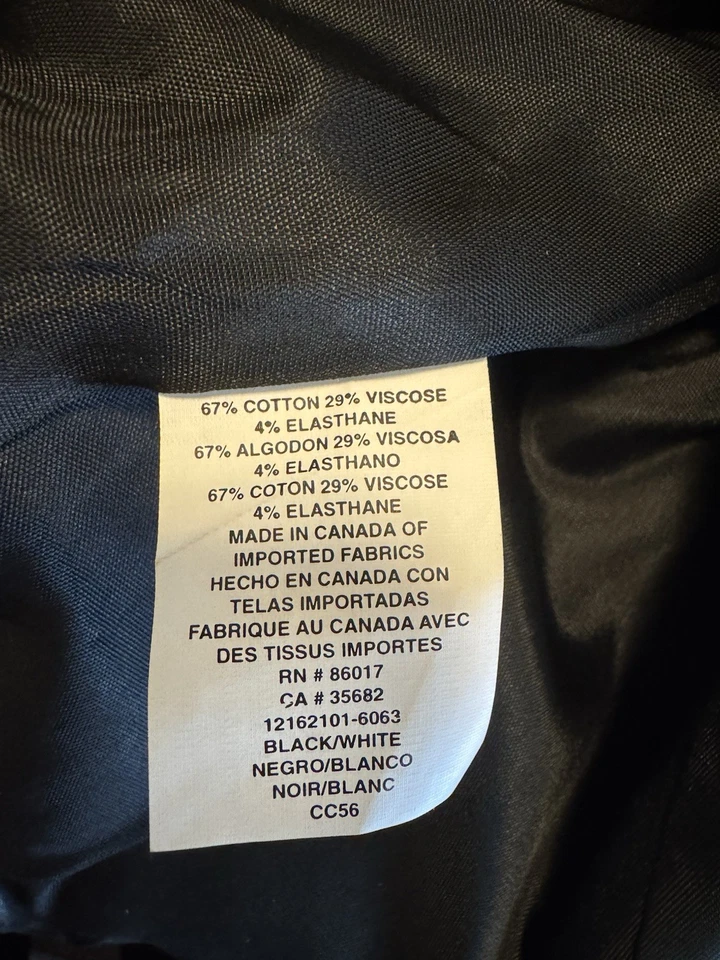 67% COTTON 29% VISCOSE
4% ELASTHANE
67% ALGODON 29% VISCOSA
4% ELASTHANO
67% COTON 29% VISCOSE
4% ELASTHANE
MADE IN CANADA OF
IMPORTED FABRICS
HECHO EN CANADA CON
TELAS IMPORTADAS
FABRIQUE AU CANADA AVEC
DES TISSUS IMPORTES
RN # 86017
CA # 35682
12162101-6063
BLACK/WHITE
NEGRO/BLANCO
NOIR/BLANC
CC56